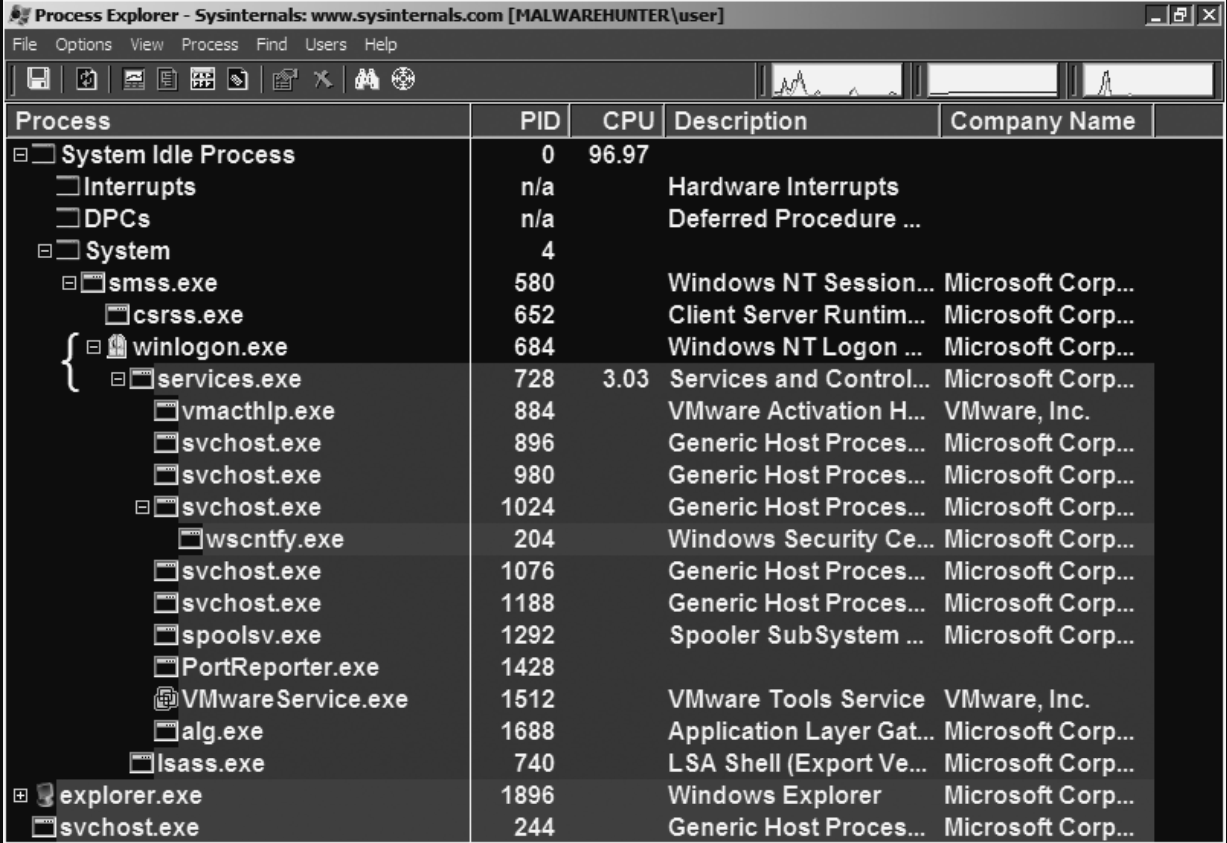 Process Explorer - Sysinternals: www.sysinternals.com [MALWAREHUNTER\user]
File Options View Process Find Users Help
Process PID CPU Description Company Name
System Idle Process 0 96.97
Interrupts n/a Hardware Interrupts
DPCs n/a Deferred Procedure ...
System 4
smss.exe 580 Windows NT Session... Microsoft Corp...
csrss.exe 652 Client Server Runtim... Microsoft Corp...
winlogon.exe 684 Windows NT Logon ... Microsoft Corp...
services.exe 728 3.03 Services and Control... Microsoft Corp...
vmacthlp.exe 884 VMware Activation H... VMware, Inc.
svchost.exe 896 Generic Host Proces... Microsoft Corp...
svchost.exe 980 Generic Host Proces... Microsoft Corp...
svchost.exe 1024 Generic Host Proces... Microsoft Corp...
wscntfy.exe 204 Windows Security Ce... Microsoft Corp...
svchost.exe 1076 Generic Host Proces... Microsoft Corp...
svchost.exe 1188 Generic Host Proces... Microsoft Corp...
spoolsv.exe 1292 Spooler SubSystem ... Microsoft Corp...
PortReporter.exe 1428
VMwareService.exe 1512 VMware Tools Service VMware, Inc.
alg.exe 1688 Application Layer Gat... Microsoft Corp...
lsass.exe 740 LSA Shell (Export Ve... Microsoft Corp...
explorer.exe 1896 Windows Explorer Microsoft Corp...
svchost.exe 244 Generic Host Proces... Microsoft Corp...